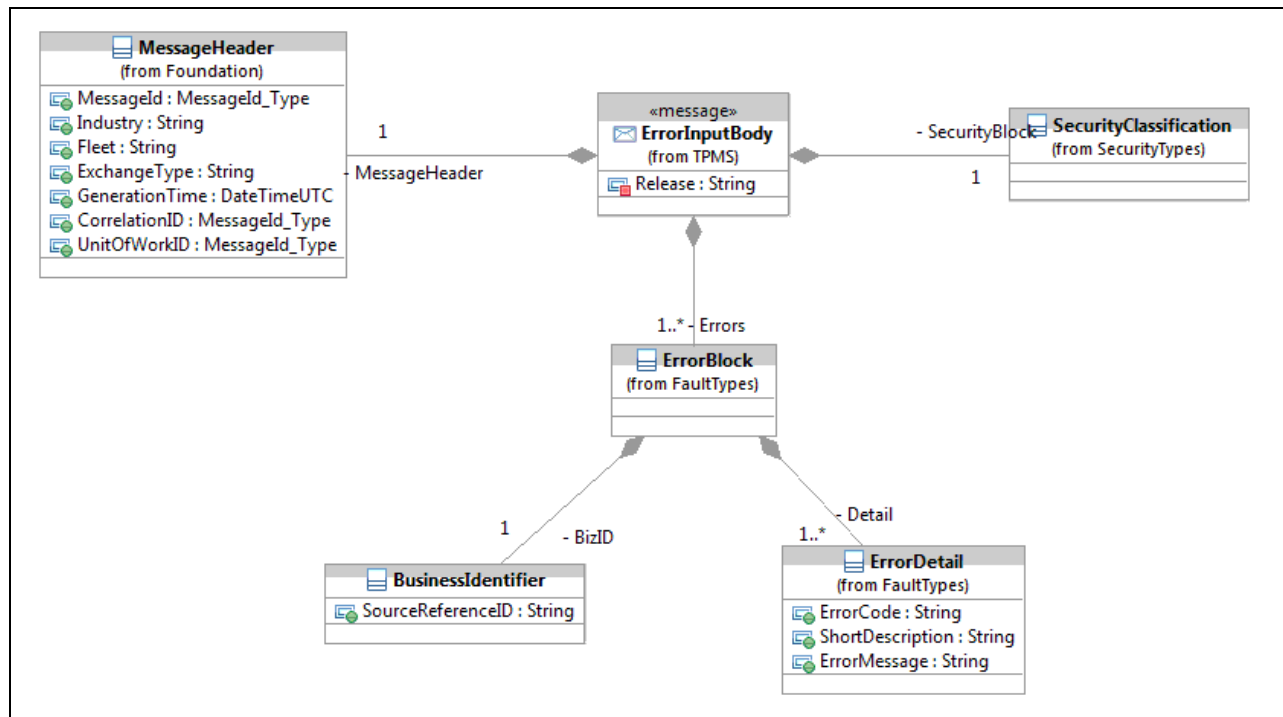 MessageHeader
(from Foundation)
MessageId : MessageId_Type
Industry : String
Fleet : String
ExchangeType : String
GenerationTime : DateTimeUTC
CorrelationID : MessageId_Type
UnitOfWorkID : MessageId_Type
1
- MessageHeader
«message»
ErrorInputBody
(from TPMS)
Release : String
- SecurityBlock
1
SecurityClassification
(from SecurityTypes)
1..* - Errors
ErrorBlock
(from FaultTypes)
1
- BizID
- Detail
1..*
BusinessIdentifier
SourceReferenceID : String
ErrorDetail
(from FaultTypes)
ErrorCode : String
ShortDescription : String
ErrorMessage : String